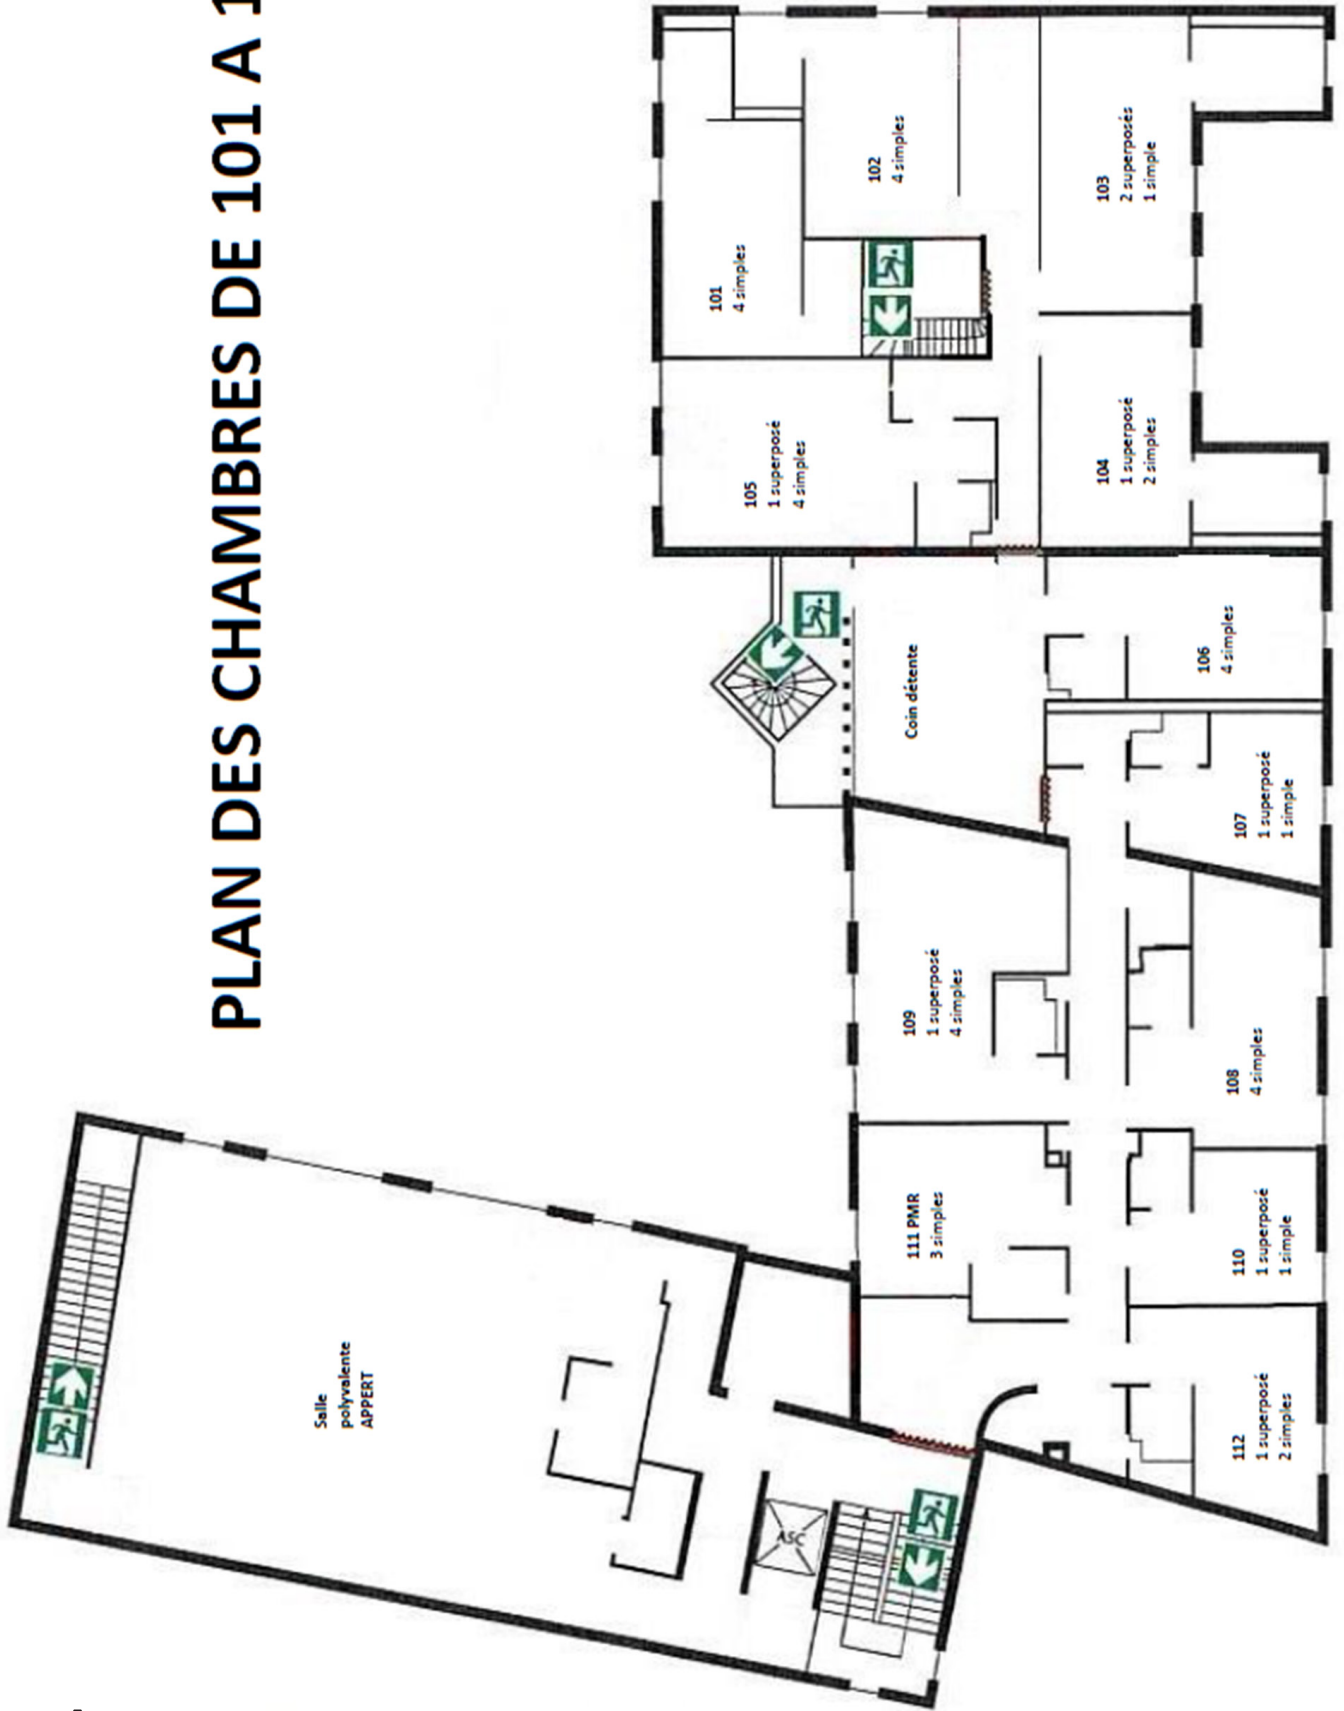 PLAN DES CHAMBRES DE 101 A 1
101
4 simples
102
4 simples
103
2 superposés
1 simple
104
1 superposé
2 simples
105
1 superposé
4 simples
106
4 simples
Coin détente
107
1 superposé
1 simple
108
4 simples
109
1 superposé
4 simples
110
1 superposé
1 simple
111 PMR
3 simples
112
1 superposé
2 simples
Salle
polyvalente
APPERT
ASC